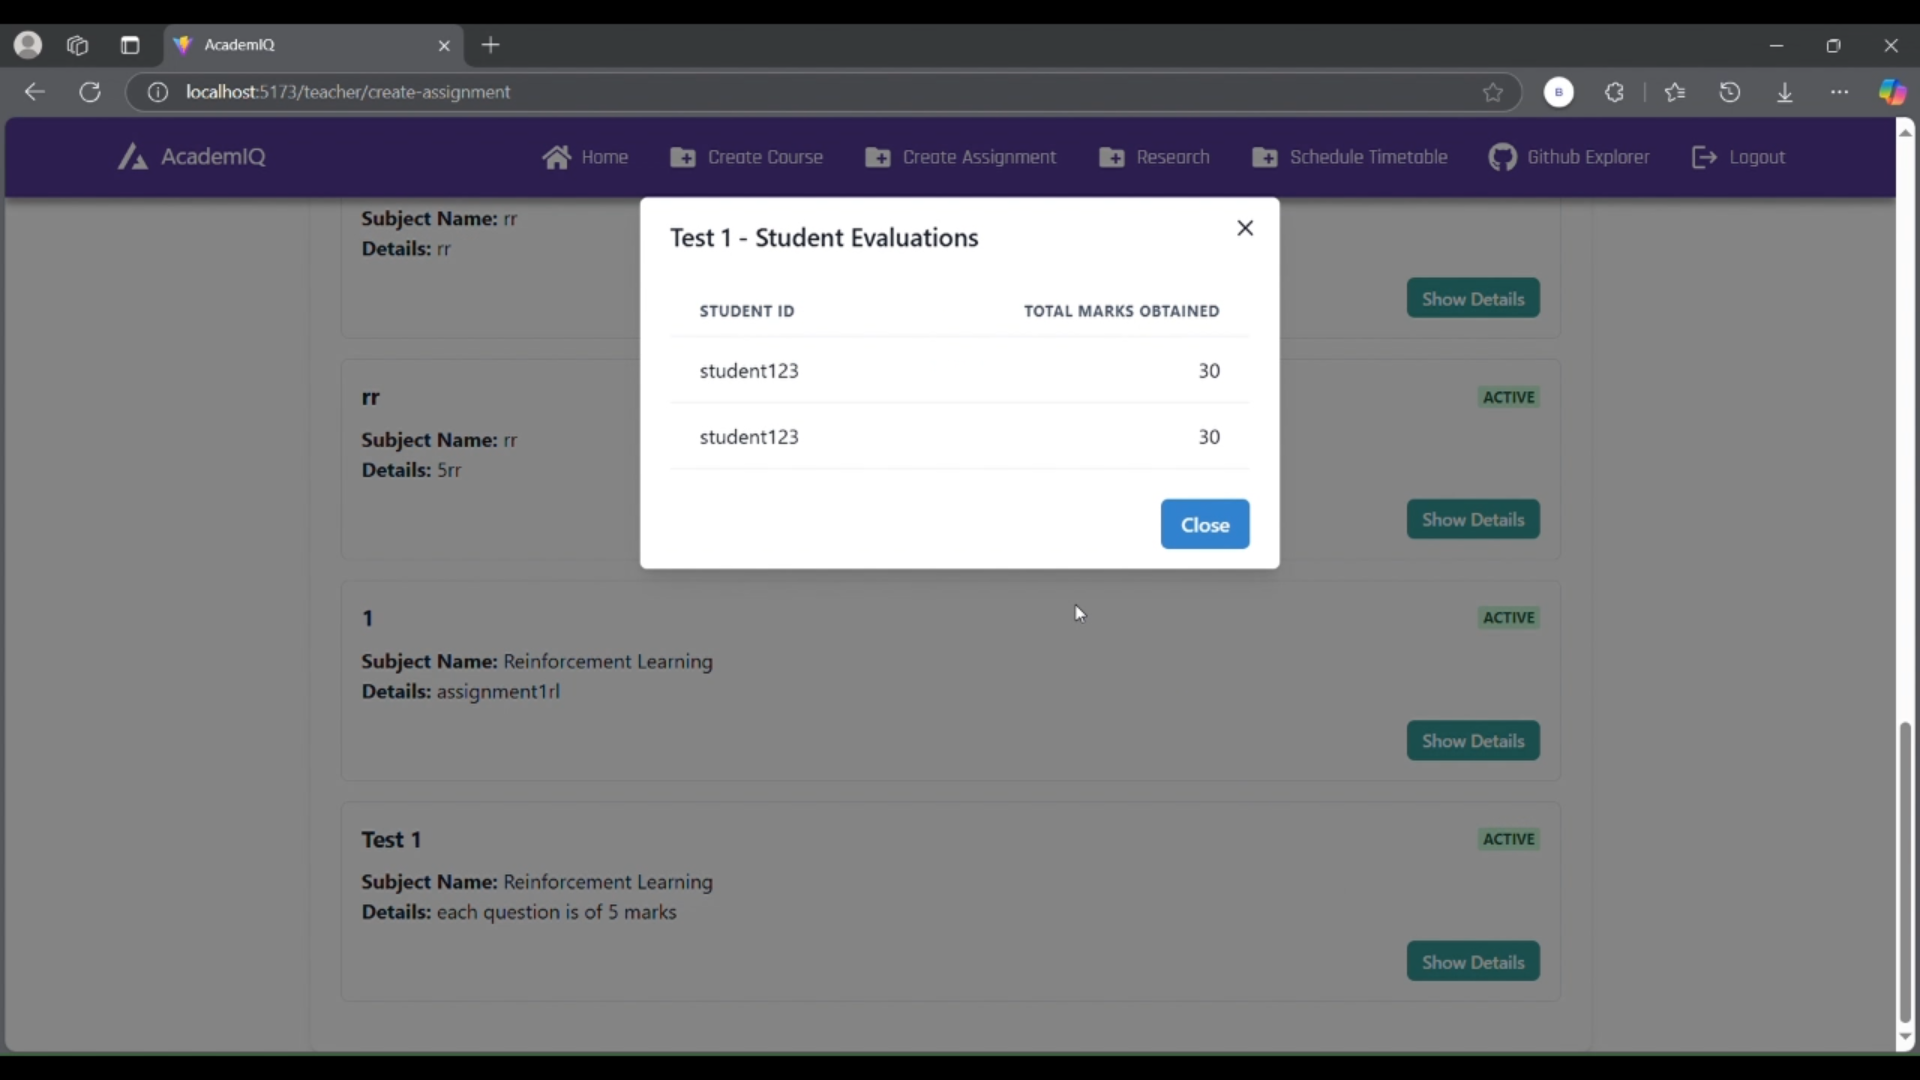 AcademIQ
localhost:5173/teacher/create-assignment
B
AcademIQ
Home
Create Course
Create Assignment
Research
Schedule Timetable
Github Explorer
Logout
Subject Name: rr
Details: rr
Show Details
Test 1 - Student Evaluations
STUDENT ID TOTAL MARKS OBTAINED
student123 30
student123 30
Close
rr
ACTIVE
Subject Name: rr
Details: 5rr
Show Details
1
ACTIVE
Subject Name: Reinforcement Learning
Details: assignment1rl
Show Details
Test 1
ACTIVE
Subject Name: Reinforcement Learning
Details: each question is of 5 marks
Show Details